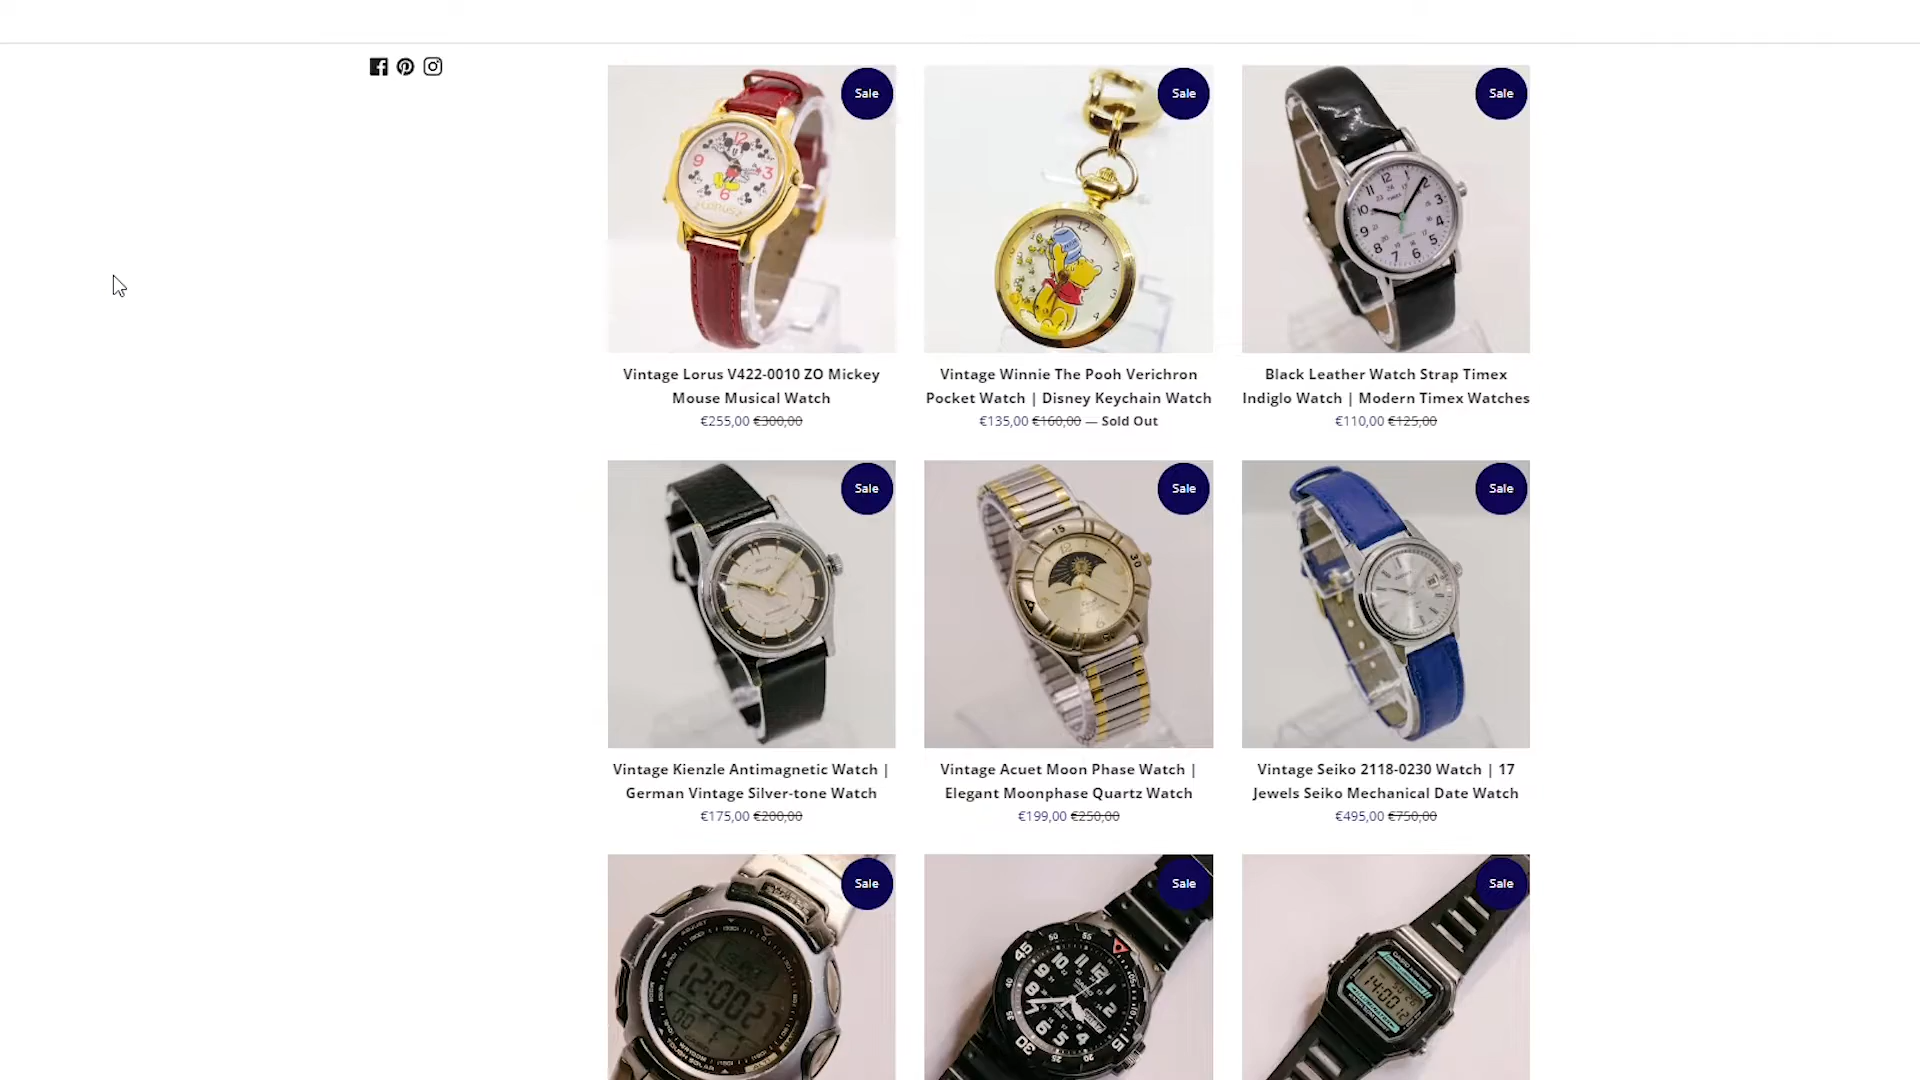 Sale
Sale
Sale
Vintage Lorus V422-0010 ZO Mickey
Mouse Musical Watch
€255,00 €300,00
Vintage Winnie The Pooh Verichron
Pocket Watch | Disney Keychain Watch
€135,00 €160,00 — Sold Out
Black Leather Watch Strap Timex
Indiglo Watch | Modern Timex Watches
€110,00 €125,00
Sale
Sale
Sale
Vintage Kienzle Antimagnetic Watch |
German Vintage Silver-tone Watch
€175,00 €200,00
Vintage Acuet Moon Phase Watch |
Elegant Moonphase Quartz Watch
€199,00 €250,00
Vintage Seiko 2118-0230 Watch | 17
Jewels Seiko Mechanical Date Watch
€495,00 €750,00
Sale
Sale
Sale